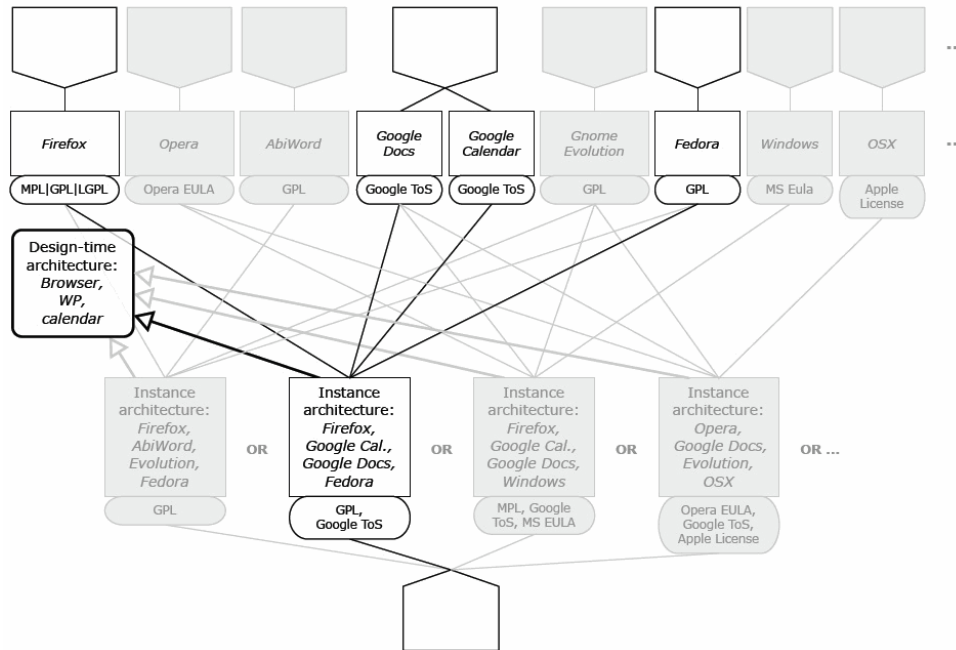 ...
Firefox
Opera
AbiWord
Google
Docs
Google
Calendar
Gnome
Evolution
Fedora
Windows
OSX
...
MPL|GPL|LGPL
Opera EULA
GPL
Google ToS
Google ToS
GPL
GPL
MS Eula
Apple
License
Design-time
architecture:
Browser,
WP,
calendar
Instance
architecture:
Firefox,
AbiWord,
Evolution,
Fedora
GPL
OR
Instance
architecture:
Firefox,
Google Cal.,
Google Docs,
Fedora
GPL,
Google ToS
OR
Instance
architecture:
Firefox,
Google Cal.,
Google Docs,
Windows
MPL, Google
ToS, MS EULA
OR
Instance
architecture:
Opera,
Google Docs,
Evolution,
OSX
Opera EULA,
Google ToS,
Apple License
OR ...